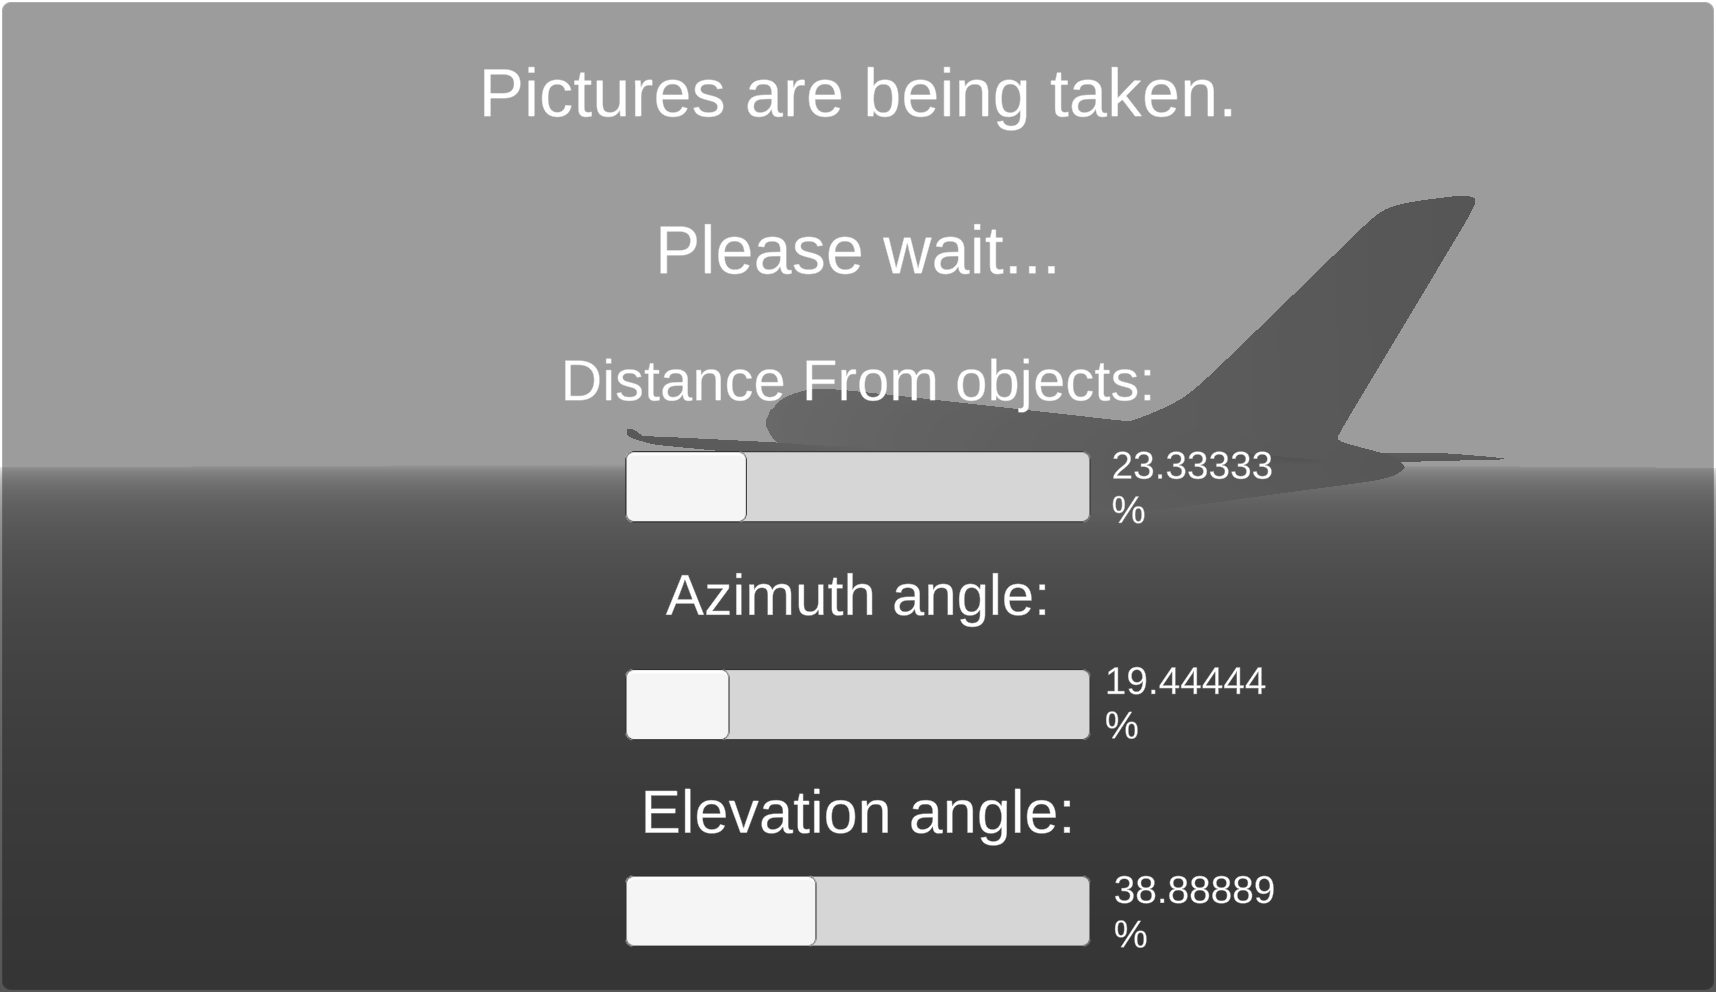 Pictures are being taken.
Please wait...
Distance From objects:
23.33333
%
Azimuth angle:
19.44444
%
Elevation angle:
38.88889
%